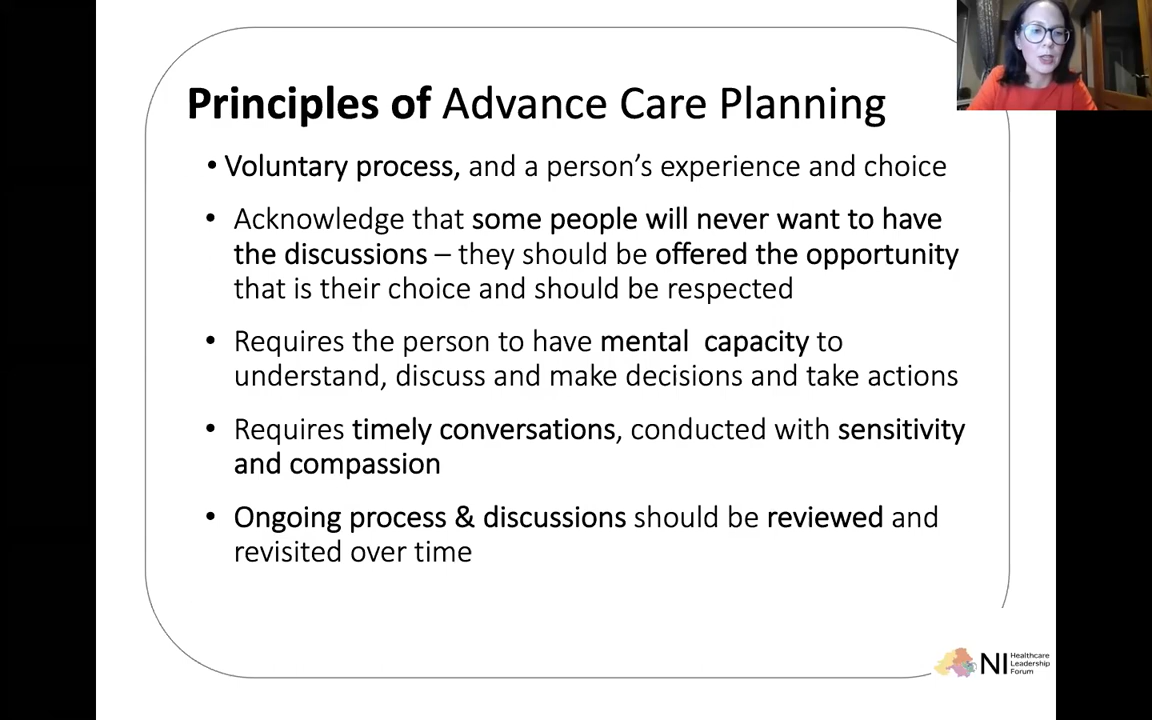 Principles of Advance Care Planning
• Voluntary process, and a person's experience and choice
• Acknowledge that some people will never want to have
the discussions – they should be offered the opportunity
that is their choice and should be respected
• Requires the person to have mental  capacity to
understand, discuss and make decisions and take actions
• Requires timely conversations, conducted with sensitivity
and compassion
• Ongoing process & discussions should be reviewed and
revisited over time
NI
Healthcare
Leadership
Forum